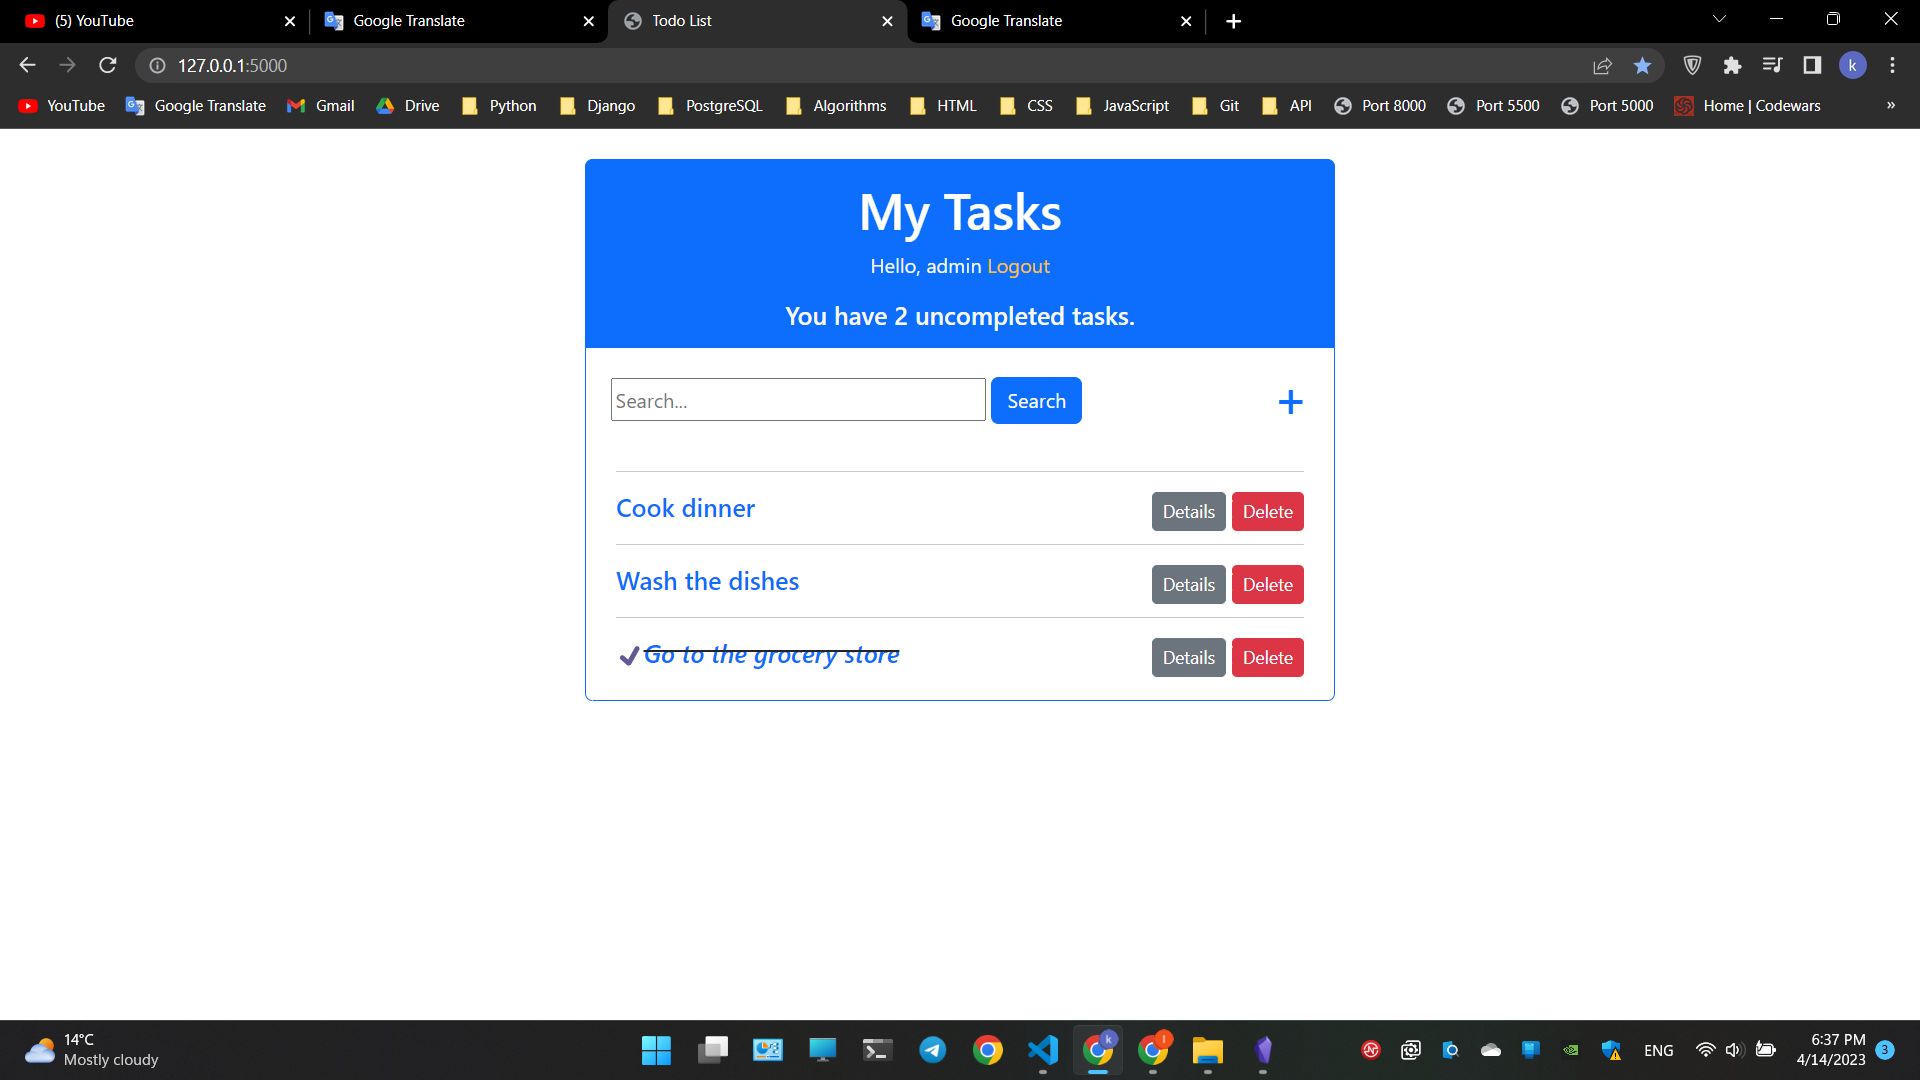 (5) YouTube
Google Translate
Todo List
Google Translate
127.0.0.1:5000
k
YouTube
Google Translate
Gmail
Drive
Python
Django
PostgreSQL
Algorithms
HTML
CSS
JavaScript
Git
API
Port 8000
Port 5500
Port 5000
Home | Codewars
»
My Tasks
Hello, admin Logout
You have 2 uncompleted tasks.
Search...
Search
+
Cook dinner
Details
Delete
Wash the dishes
Details
Delete
Go to the grocery store
Details
Delete
14°C
Mostly cloudy
k
l
ENG
6:37 PM
4/14/2023
3